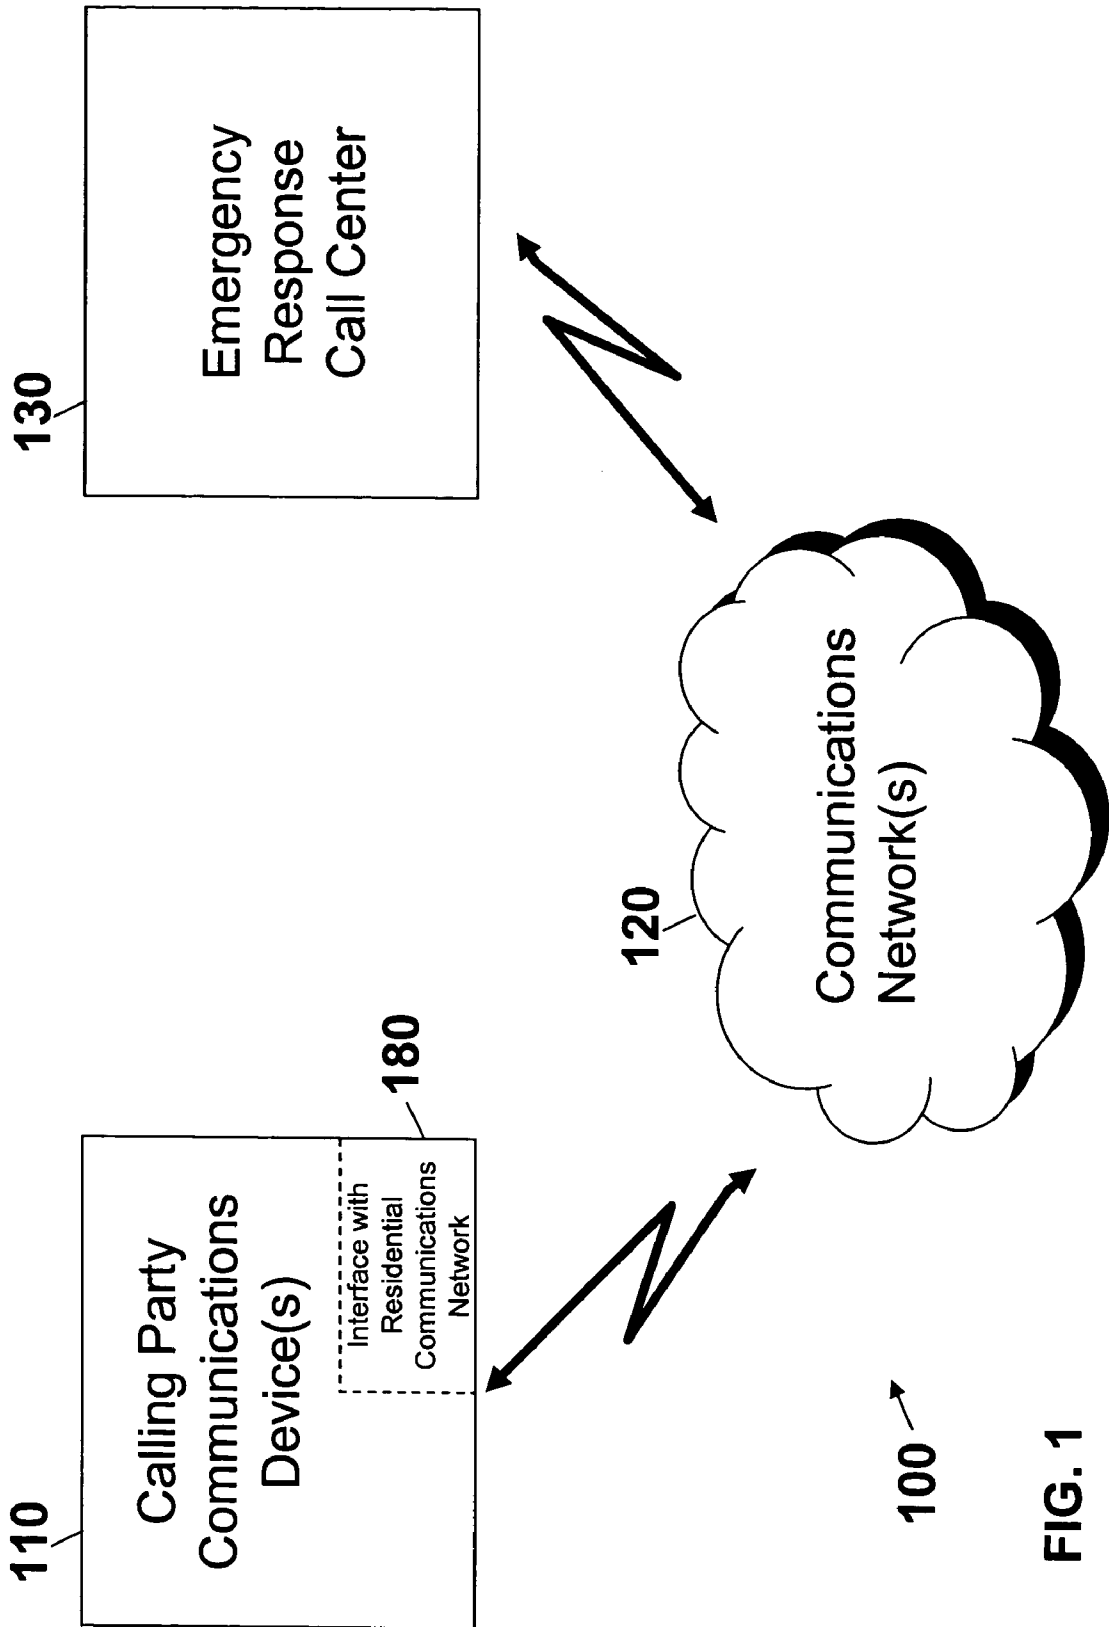 110
Calling Party
Communications
Device(s)
Interface with
Residential
Communications
Network
180
130
Emergency
Response
Call Center
120
Communications
Network(s)
100
FIG. 1